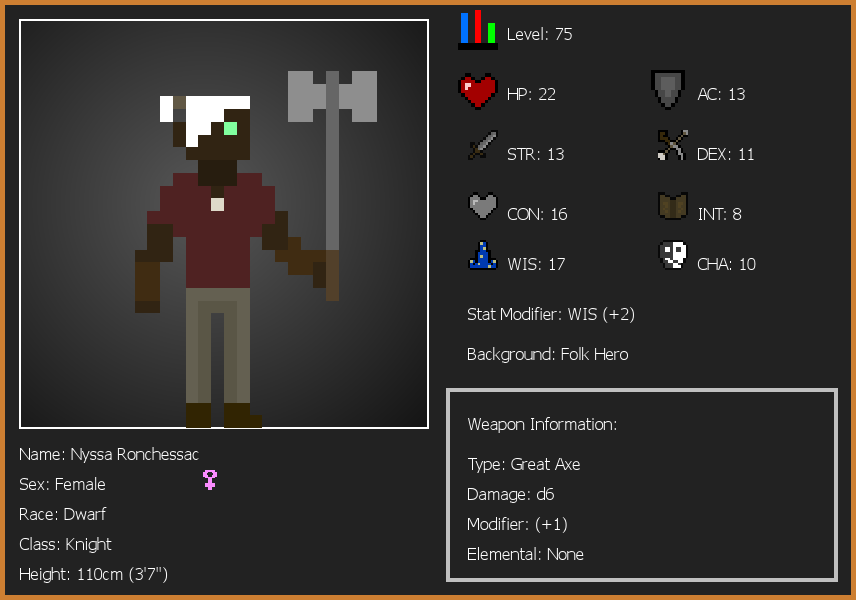 Level: 75
HP: 22
AC: 13
STR: 13
DEX: 11
CON: 16
INT: 8
WIS: 17
CHA: 10
Stat Modifier: WIS (+2)
Background: Folk Hero
Weapon Information:
Type: Great Axe
Damage: d6
Modifier: (+1)
Elemental: None
Name: Nyssa Ronchessac
Sex: Female
Race: Dwarf
Class: Knight
Height: 110cm (3'7")